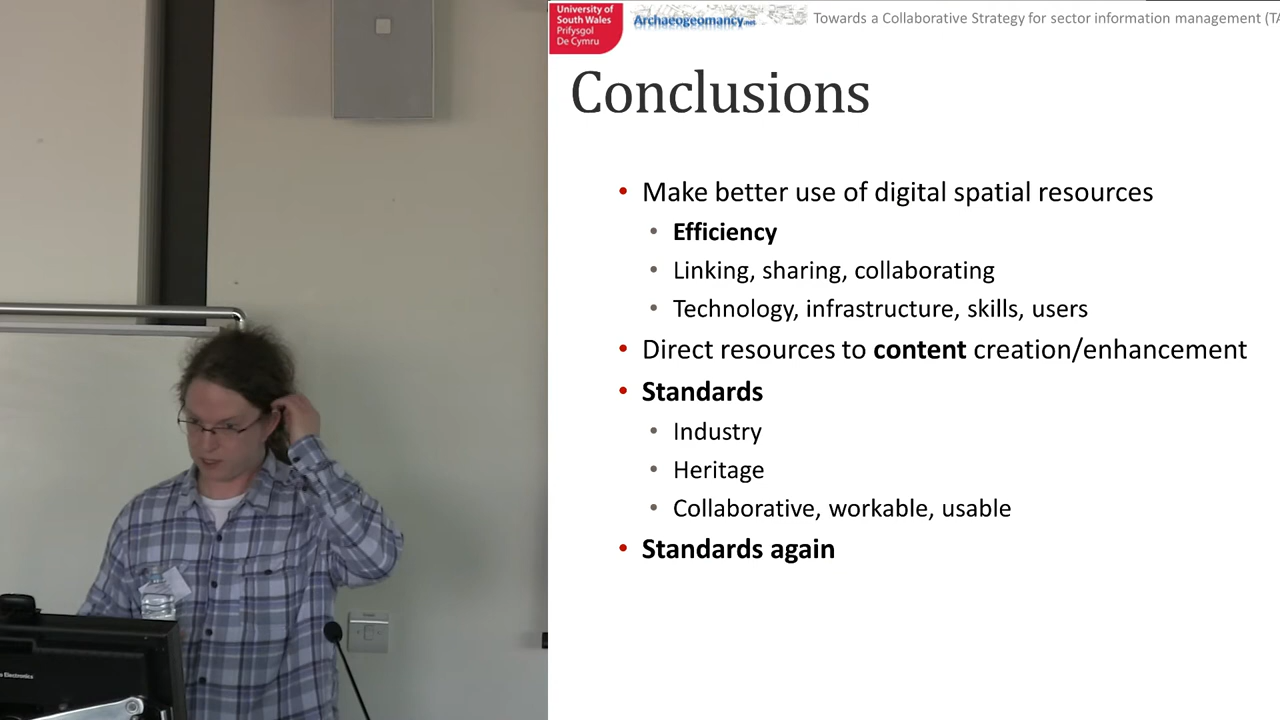 University of
South Wales
Prifysgol
De Cymru
Archaeogeomancy.net
Towards a Collaborative Strategy for sector information management (TA
Conclusions
• Make better use of digital spatial resources
• Efficiency
• Linking, sharing, collaborating
• Technology, infrastructure, skills, users
• Direct resources to content creation/enhancement
• Standards
• Industry
• Heritage
• Collaborative, workable, usable
• Standards again
Electronics